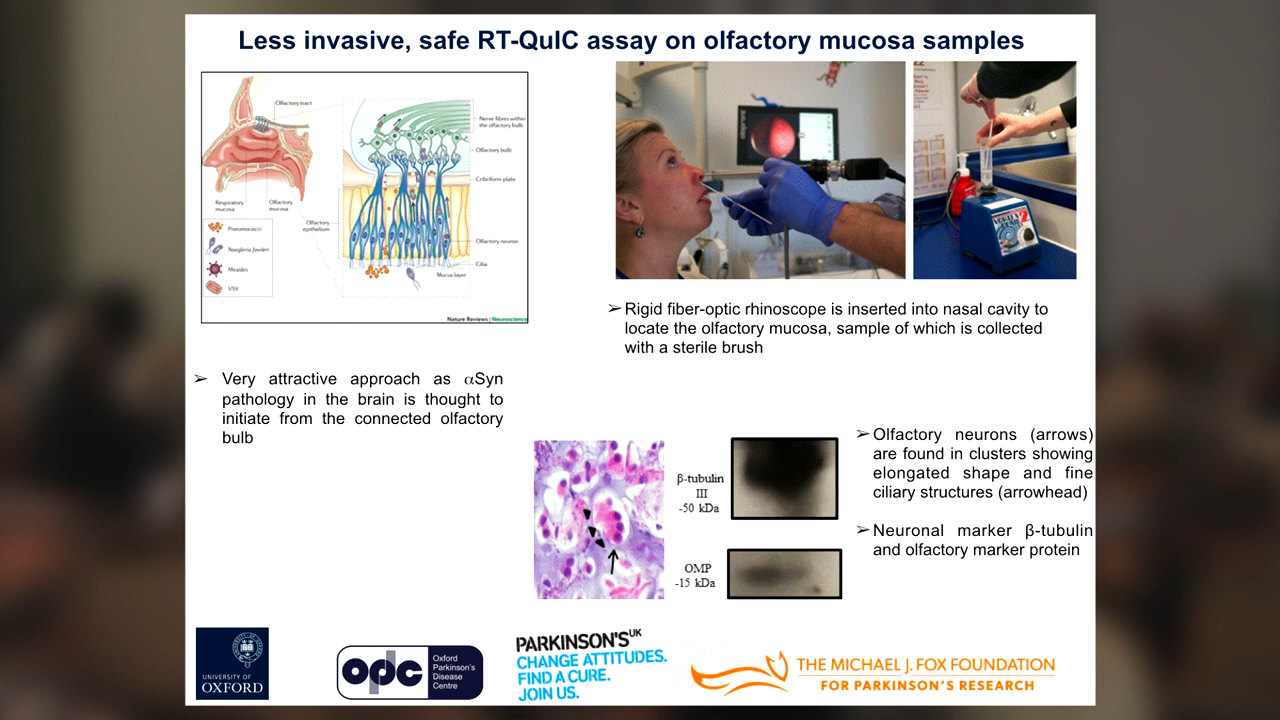 Less invasive, safe RT-QuIC assay on olfactory mucosa samples
Olfactory tract
Nerve fibres within
the olfactory bulb
Olfactory bulb
Cribriform plate
Respiratory
mucosa
Olfactory
mucosa
Olfactory
epithelium
Olfactory neuron
Cilia
Mucus layer
Pneumococci
Naegleria fowleri
Measles
VSV
Nature Reviews | Neuroscience
➢ Rigid fiber-optic rhinoscope is inserted into nasal cavity to
locate the olfactory mucosa, sample of which is collected
with a sterile brush
➢ Very attractive approach as αSyn
pathology in the brain is thought to
initiate from the connected olfactory
bulb
β-tubulin
III
-50 kDa
OMP
-15 kDa
➢ Olfactory neurons (arrows)
are found in clusters showing
elongated shape and fine
ciliary structures (arrowhead)
➢ Neuronal marker β-tubulin
and olfactory marker protein
UNIVERSITY OF
OXFORD
opdc
Oxford
Parkinson's
Disease
Centre
PARKINSON'S UK
CHANGE ATTITUDES.
FIND A CURE.
JOIN US.
THE MICHAEL J. FOX FOUNDATION
FOR PARKINSON'S RESEARCH